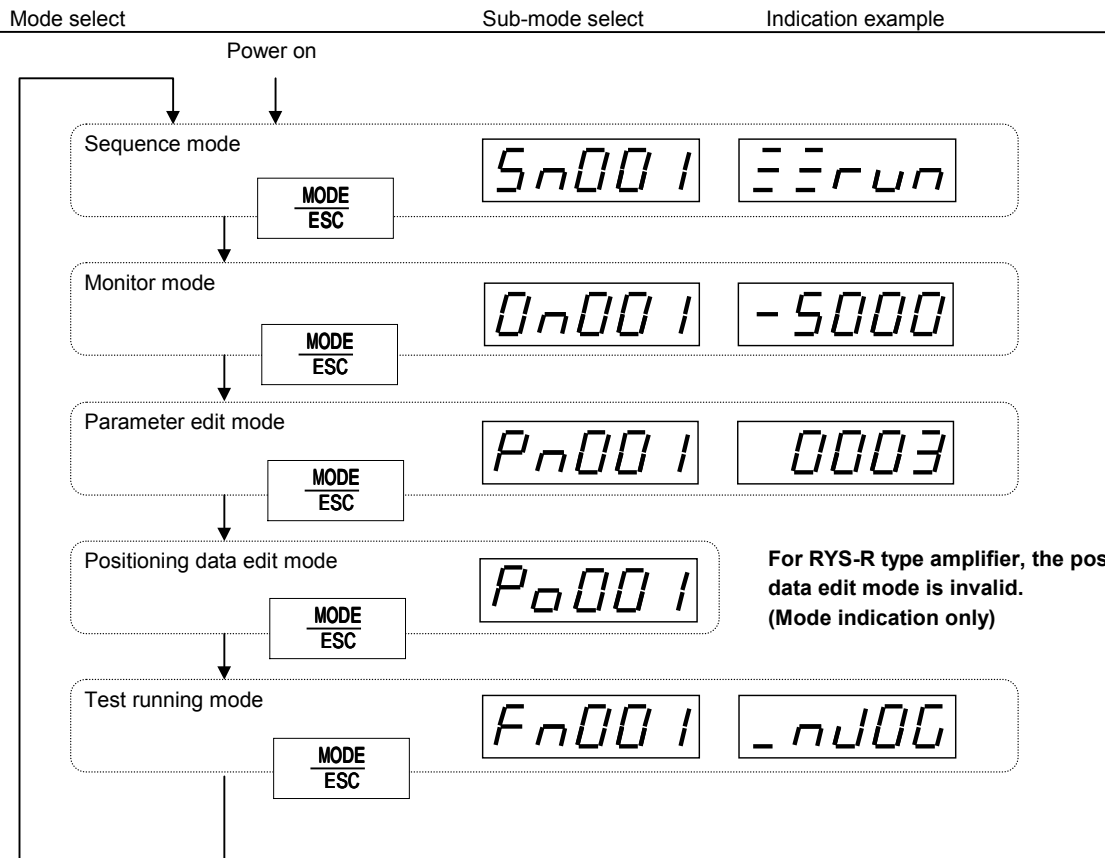 Mode select Sub-mode select Indication example
Power on
Sequence mode
MODE
ESC
Sn001
run
Monitor mode
MODE
ESC
On001
-5000
Parameter edit mode
MODE
ESC
Pn001
0003
Positioning data edit mode
MODE
ESC
Po001
For RYS-R type amplifier, the pos
data edit mode is invalid.
(Mode indication only)
Test running mode
MODE
ESC
Fn001
_nJOG